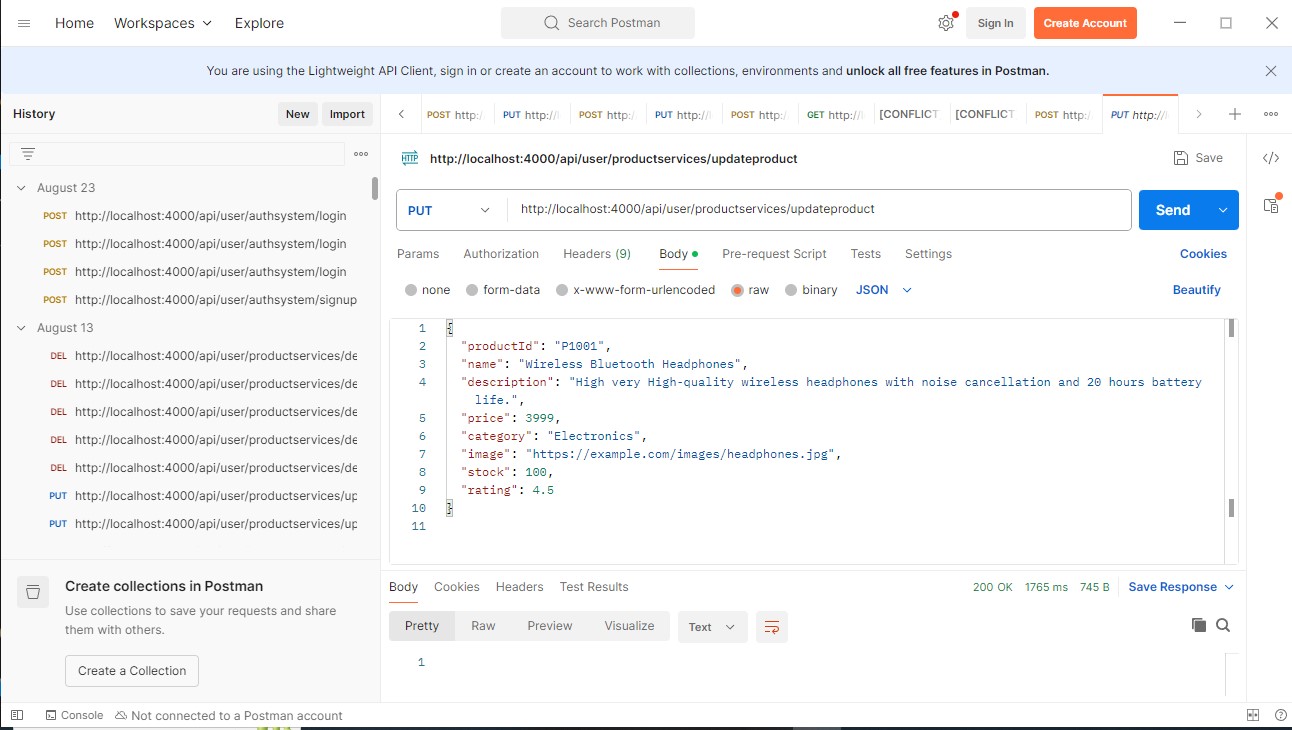 Home Workspaces Explore Search Postman Sign In Create Account
You are using the Lightweight API Client, sign in or create an account to work with collections, environments and unlock all free features in Postman.
History New Import
POST http:/ PUT http:// POST http:/ PUT http:// POST http:/ GET http:// [CONFLICT [CONFLICT POST http:/ PUT http://
HTTP http://localhost:4000/api/user/productservices/updateproduct Save
August 23
POST http://localhost:4000/api/user/authsystem/login
POST http://localhost:4000/api/user/authsystem/login
POST http://localhost:4000/api/user/authsystem/login
POST http://localhost:4000/api/user/authsystem/signup
August 13
DEL http://localhost:4000/api/user/productservices/de
DEL http://localhost:4000/api/user/productservices/de
DEL http://localhost:4000/api/user/productservices/de
DEL http://localhost:4000/api/user/productservices/de
DEL http://localhost:4000/api/user/productservices/de
PUT http://localhost:4000/api/user/productservices/up
PUT http://localhost:4000/api/user/productservices/up
Create collections in Postman
Use collections to save your requests and share
them with others.
Create a Collection
PUT http://localhost:4000/api/user/productservices/updateproduct Send
Params Authorization Headers (9) Body Pre-request Script Tests Settings Cookies
none form-data x-www-form-urlencoded raw binary JSON Beautify
1 {
2 "productId": "P1001",
3 "name": "Wireless Bluetooth Headphones",
4 "description": "High very High-quality wireless headphones with noise cancellation and 20 hours battery
life.",
5 "price": 3999,
6 "category": "Electronics",
7 "image": "https://example.com/images/headphones.jpg",
8 "stock": 100,
9 "rating": 4.5
10 }
11
Body Cookies Headers Test Results 200 OK 1765 ms 745 B Save Response
Pretty Raw Preview Visualize Text
1
Console Not connected to a Postman account